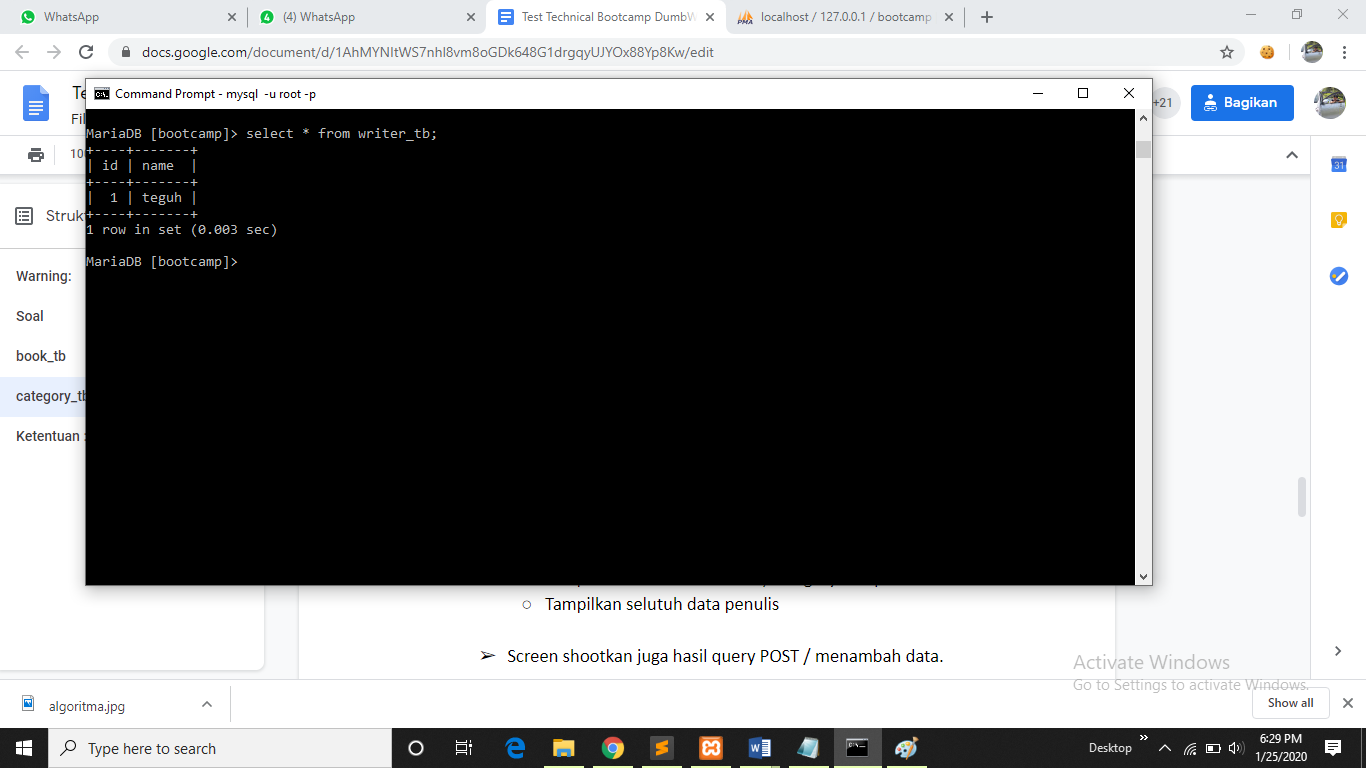 WhatsApp
(4) WhatsApp
Test Technical Bootcamp DumbW
localhost / 127.0.0.1 / bootcamp
docs.google.com/document/d/1AhMYNItWS7nhl8vm8oGDk648G1drgqyUJYOx88Yp8Kw/edit
Te
Fil
+21
Bagikan
10
31
Command Prompt - mysql -u root -p
MariaDB [bootcamp]> select * from writer_tb;
+----+-------+
| id | name  |
+----+-------+
|  1 | teguh |
+----+-------+
1 row in set (0.003 sec)
MariaDB [bootcamp]>
Struk
Warning:
Soal
book_tb
category_tb
Ketentuan :
○ Tampilkan selutuh data penulis
➢ Screen shootkan juga hasil query POST / menambah data.
Activate Windows
Go to Settings to activate Windows.
algoritma.jpg
Show all
Type here to search
Desktop
6:29 PM
1/25/2020